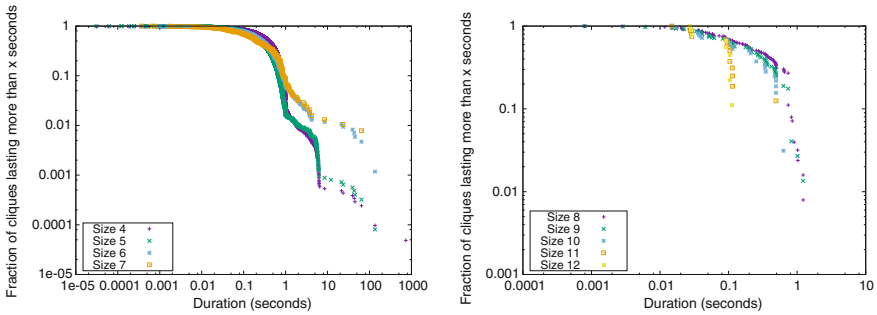 Fraction of cliques lasting more than x seconds
1
0.1
0.01
0.001
0.0001
1e-05
Size 4
Size 5
Size 6
Size 7
1e-05 0.0001 0.001 0.01 0.1 1 10 100 1000
Duration (seconds)
Fraction of cliques lasting more than x seconds
1
0.1
0.01
0.001
Size 8
Size 9
Size 10
Size 11
Size 12
0.0001 0.001 0.01 0.1 1 10
Duration (seconds)